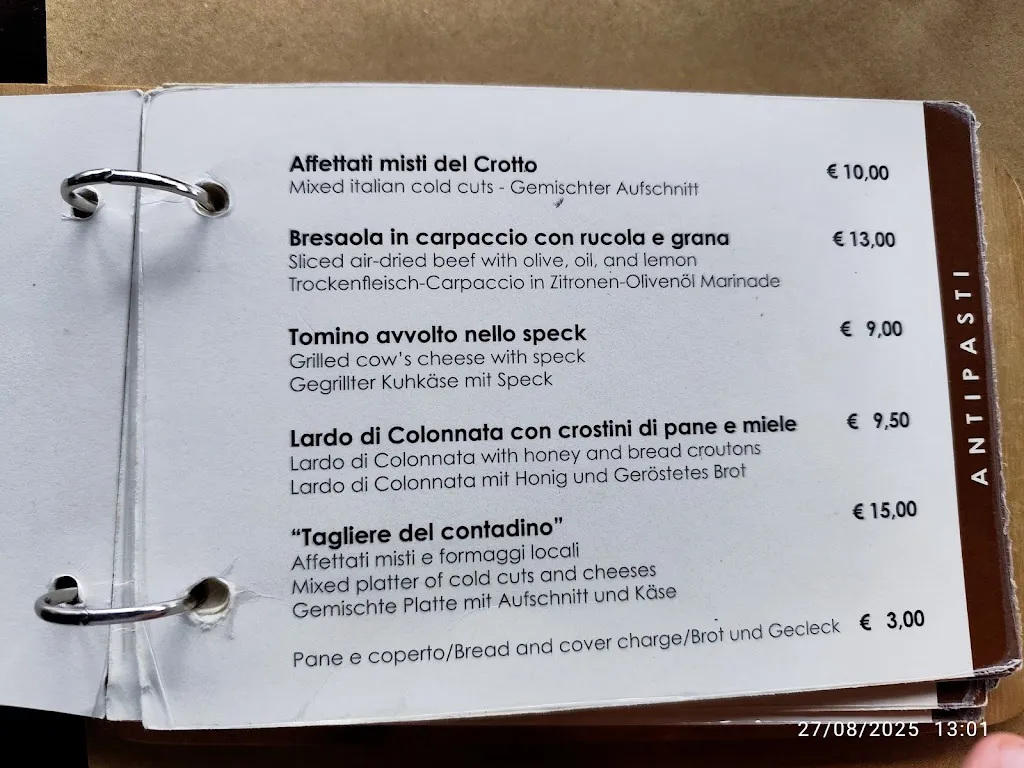 Affettati misti del Crotto € 10,00
Mixed italian cold cuts - Gemischter Aufschnitt
Bresaola in carpaccio con rucola e grana € 13,00
Sliced air-dried beef with olive, oil, and lemon
Trockenfleisch-Carpaccio in Zitronen-Olivenöl Marinade
Tomino avvolto nello speck € 9,00
Grilled cow's cheese with speck
Gegrillter Kuhkäse mit Speck
Lardo di Colonnata con crostini di pane e miele € 9,50
Lardo di Colonnata with honey and bread croutons
Lardo di Colonnata mit Honig und Geröstetes Brot
"Tagliere del contadino" € 15,00
Affettati misti e formaggi locali
Mixed platter of cold cuts and cheeses
Gemischte Platte mit Aufschnitt und Käse
Pane e coperto/Bread and cover charge/Brot und Gecleck € 3,00
ANTIPASTI
27/08/2025 13:01